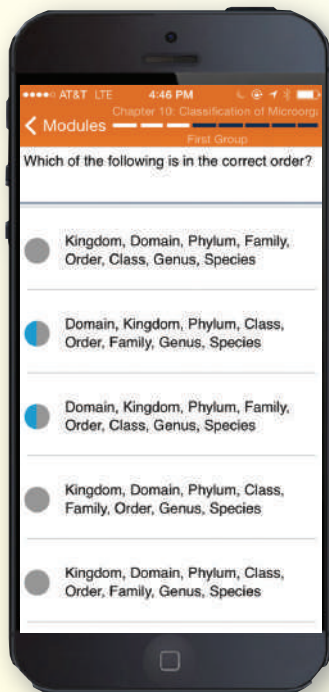 AT&T LTE 4:46 PM
Chapter 10: Classification of Microorg
Modules
First Group
Which of the following is in the correct order?
Kingdom, Domain, Phylum, Family,
Order, Class, Genus, Species
Domain, Kingdom, Phylum, Class,
Order, Family, Genus, Species
Domain, Kingdom, Phylum, Family,
Order, Class, Genus, Species
Kingdom, Domain, Phylum, Class,
Family, Order, Genus, Species
Kingdom, Domain, Phylum, Class,
Order, Family, Genus, Species